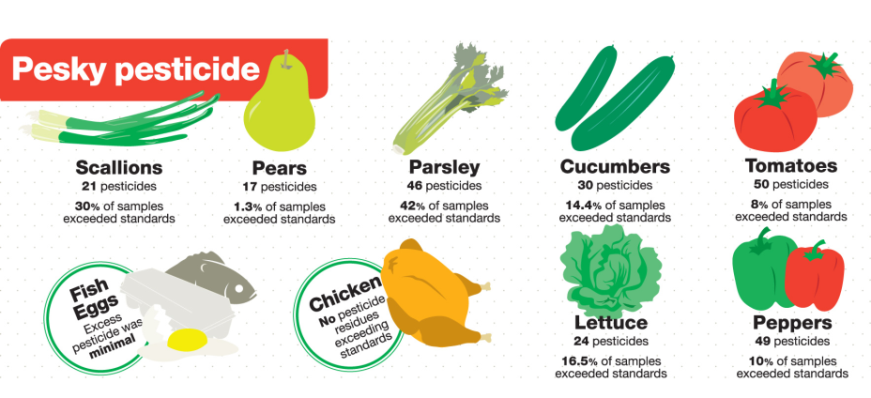 Pesky pesticide
Scallions
21 pesticides
30% of samples
exceeded standards
Pears
17 pesticides
1.3% of samples
exceeded standards
Parsley
46 pesticides
42% of samples
exceeded standards
Cucumbers
30 pesticides
14.4% of samples
exceeded standards
Tomatoes
50 pesticides
8% of samples
exceeded standards
Fish
Eggs
Excess
pesticide was
minimal
Chicken
No pesticide
residues
exceeding
standards
Lettuce
24 pesticides
16.5% of samples
exceeded standards
Peppers
49 pesticides
10% of samples
exceeded standards